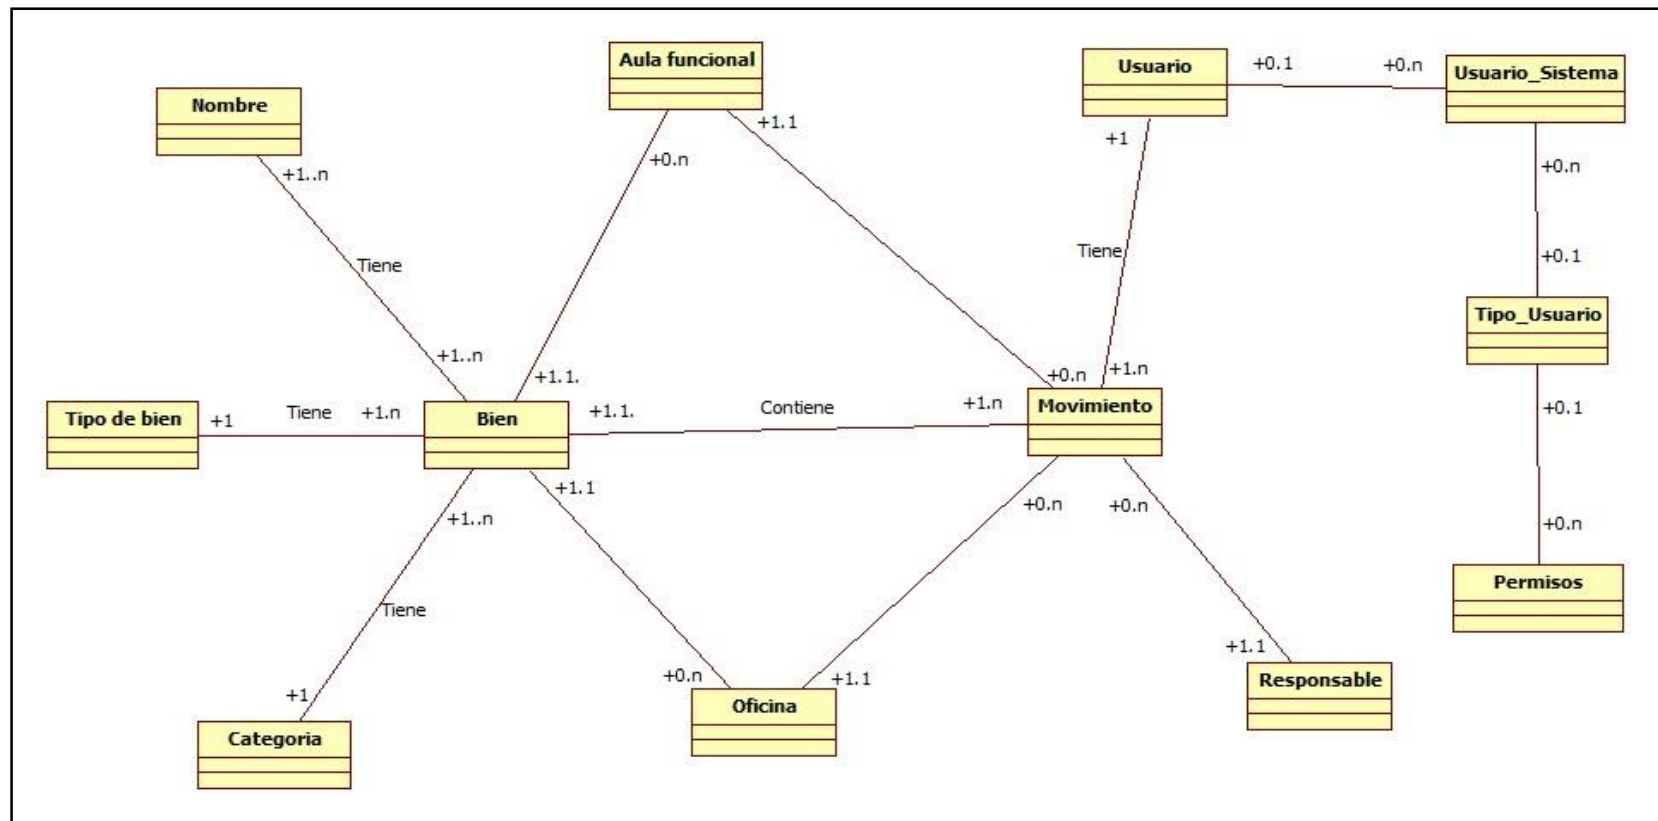 Aula funcional
Usuario
+0.1
+0.n
Usuario_Sistema
Nombre
+1.1
+1
+0.n
+1..n
+0.n
Tiene
Tiene
+0.1
Tipo_Usuario
+1..n
+1.1.
+0.n
+1.n
Tipo de bien
+1
Tiene
+1.n
Bien
+1.1.
Contiene
+1.n
Movimiento
+0.1
+1.1
+1..n
+0.n
+0.n
+0.n
Permisos
Tiene
+1.1
Responsable
+0.n
+1.1
+1
Oficina
Categoria